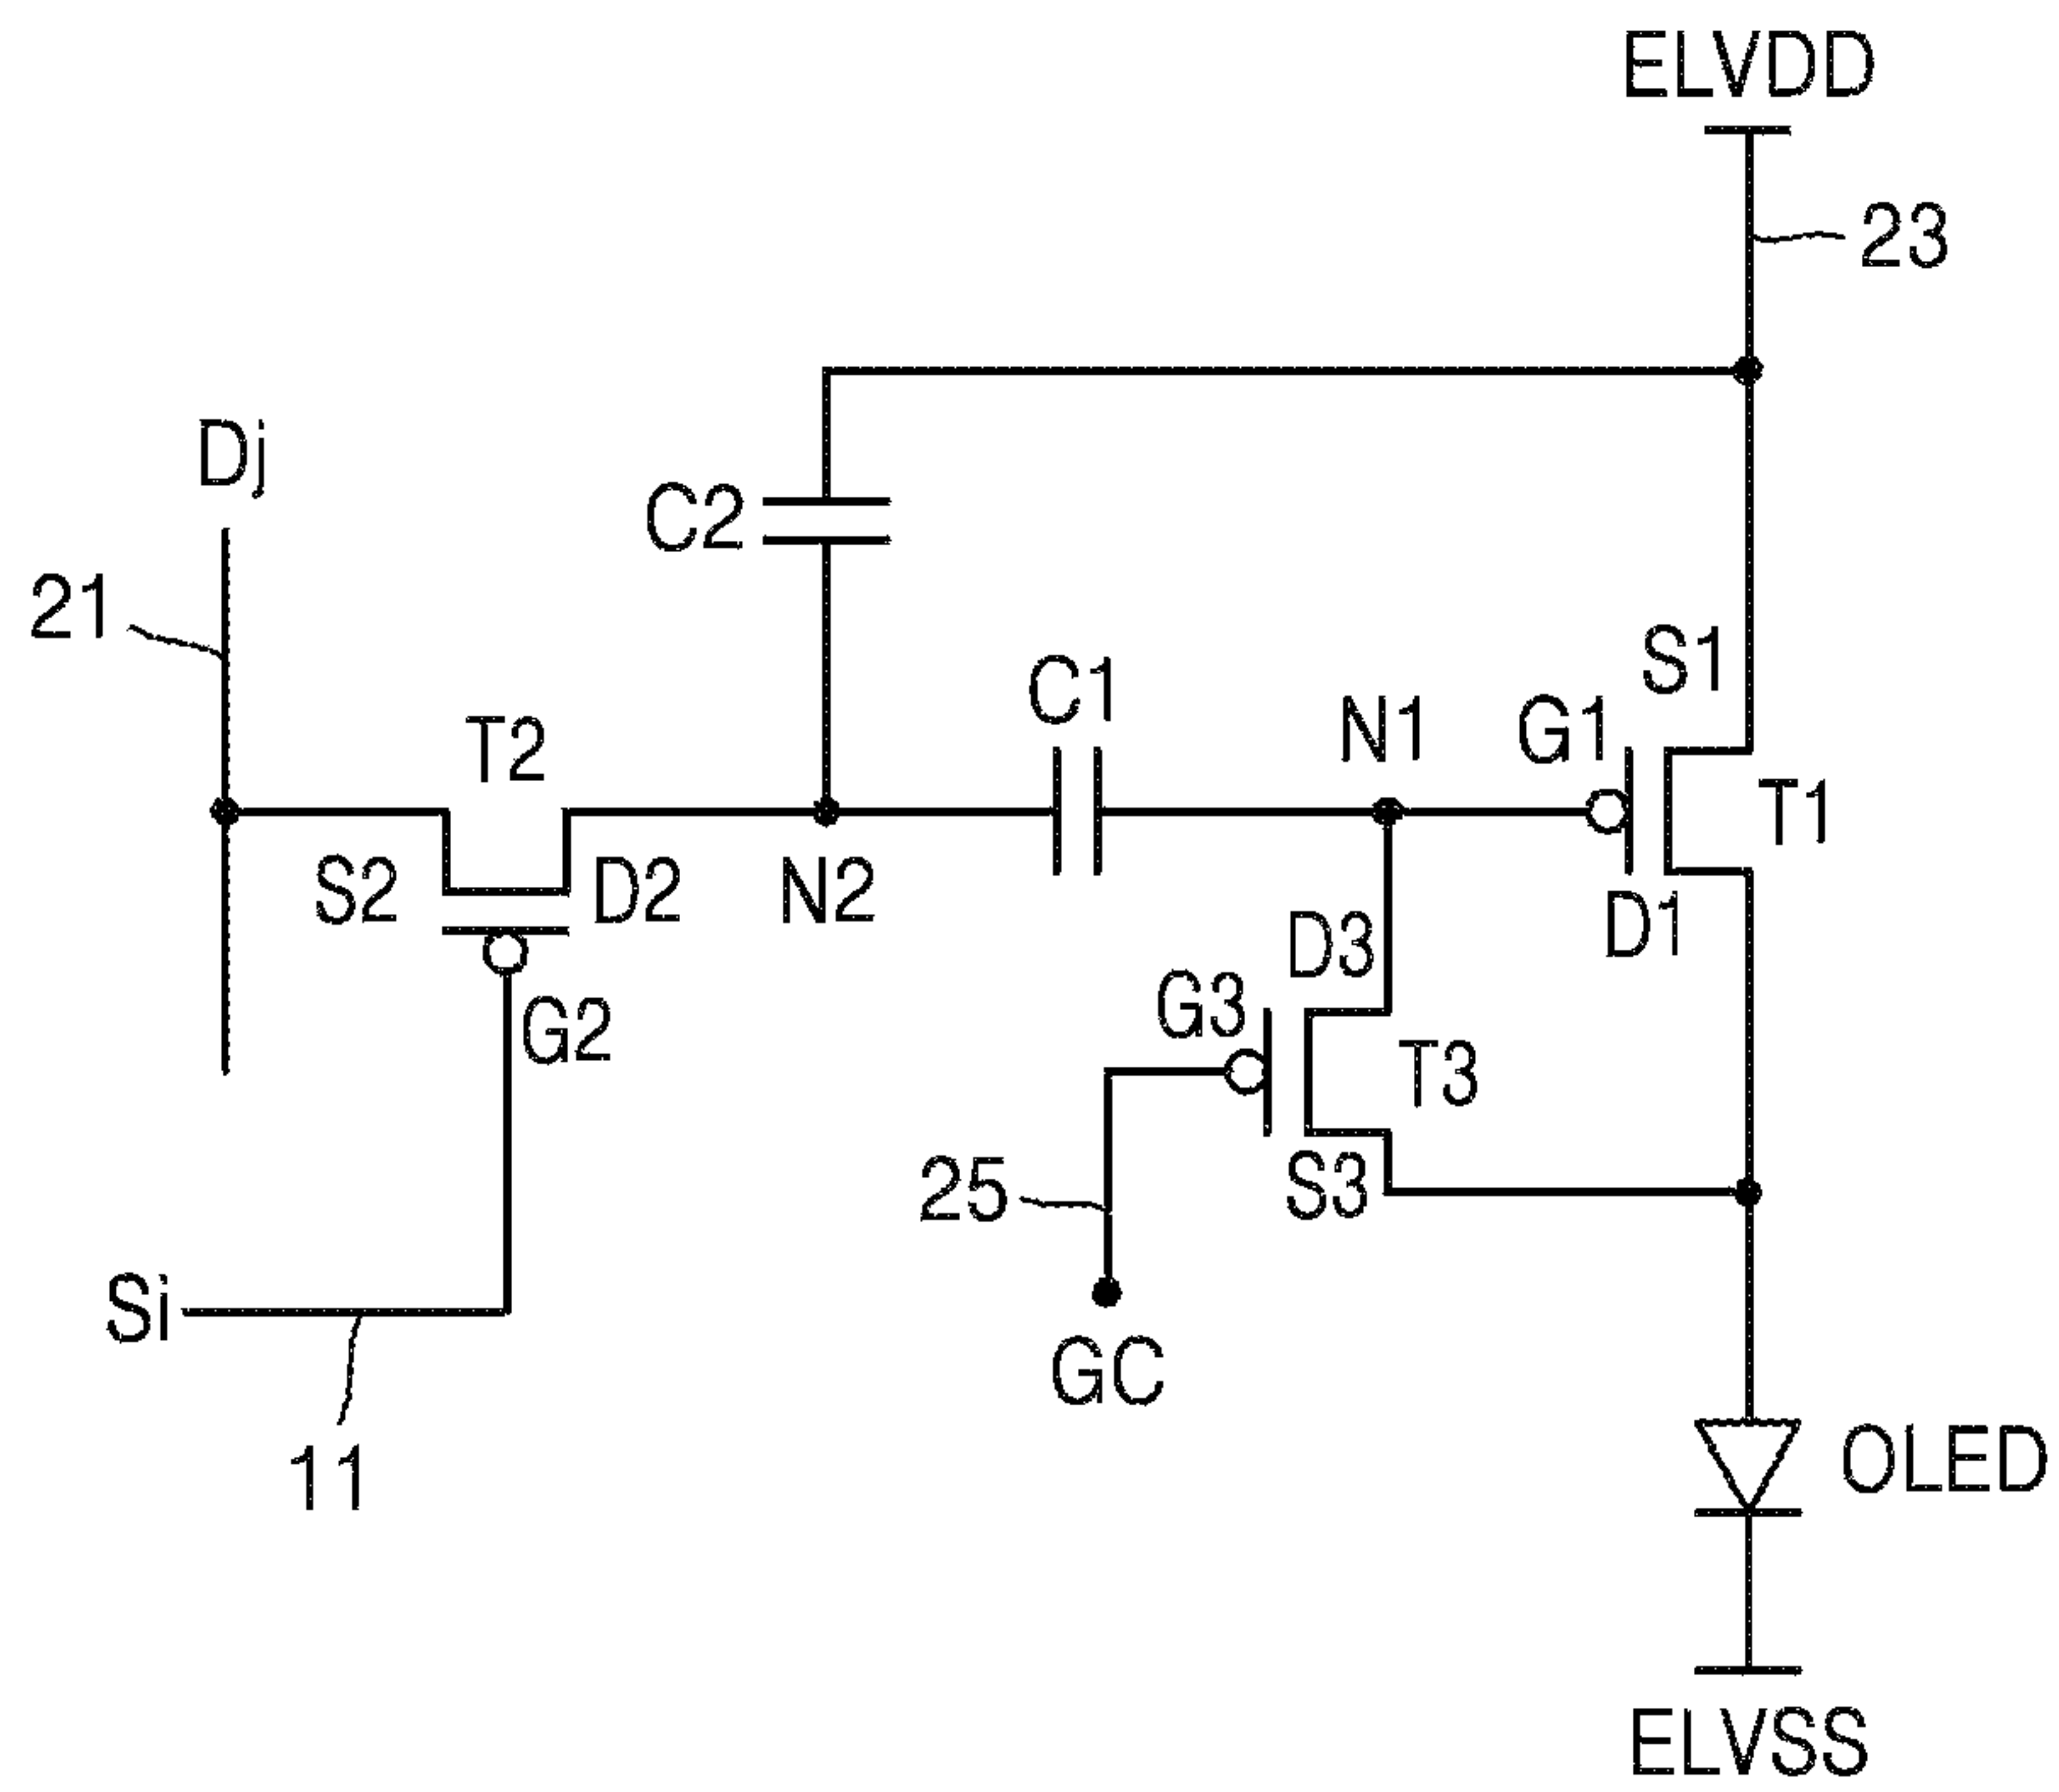 ELVDD
23
Dj
C2
21
S1
C1
N1
G1
T2
T1
S2
D2
N2
D1
D3
G3
G2
T3
25
S3
Si
GC
OLED
11
ELVSS